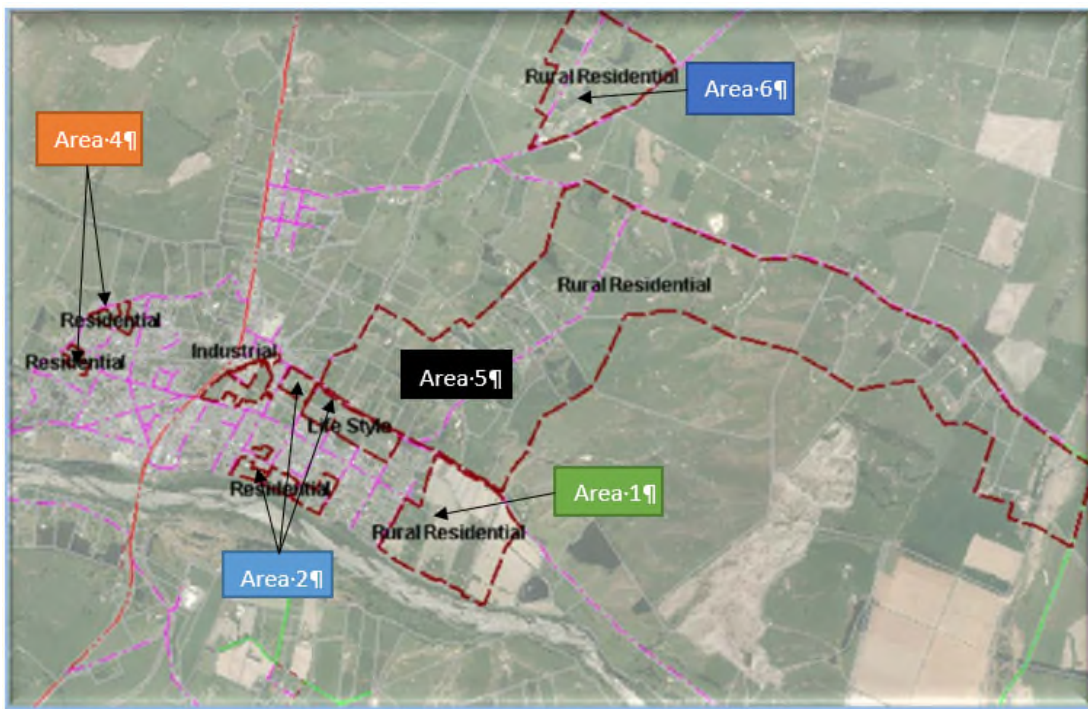 Rural Residential
Area·6¶
Area·4¶
Rural Residential
Residential
Industrial
Residential
Area·5¶
Life Style
Residential
Area·1¶
Rural Residential
Area·2¶